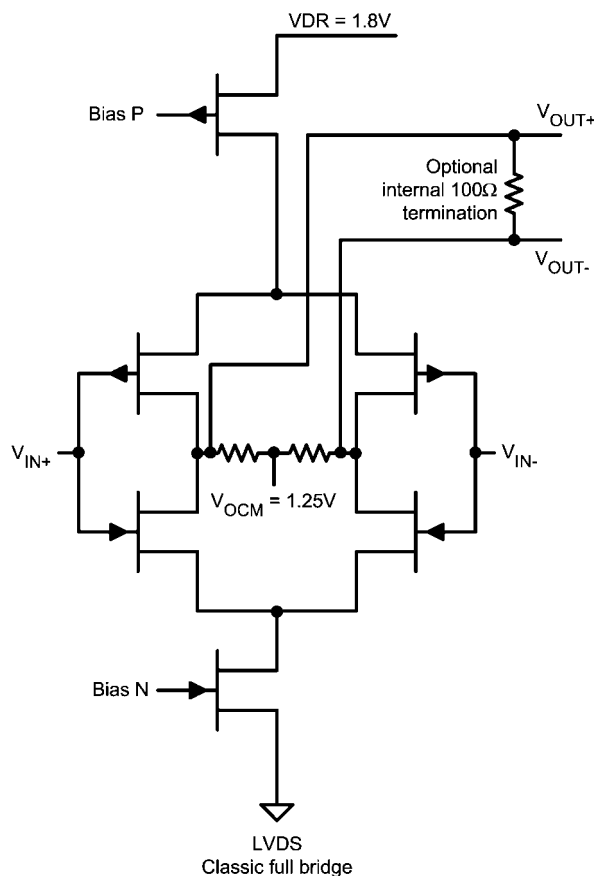 VDR = 1.8V
Bias P
VOUT+
Optional
internal 100Ω
termination
VOUT-
VIN+
VIN-
VOCM = 1.25V
Bias N
LVDS
Classic full bridge